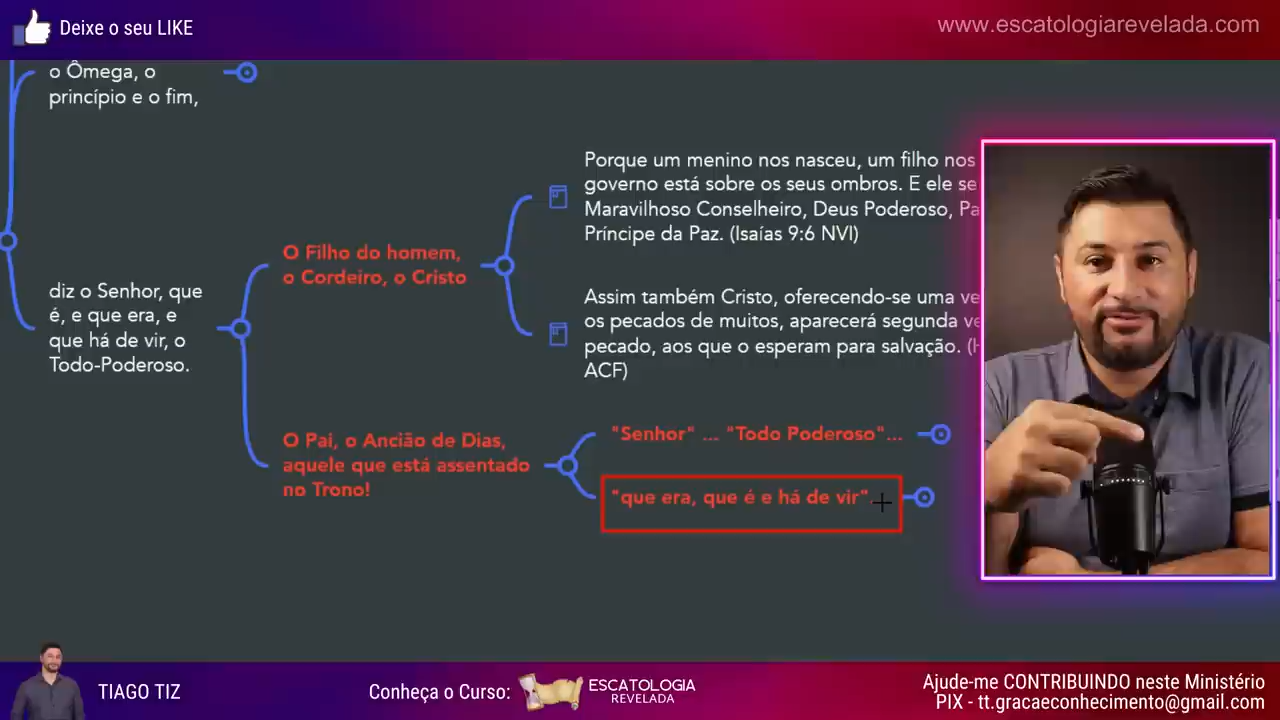 Deixe o seu LIKE
www.escatologiarevelada.com
o Ômega, o
princípio e o fim,
diz o Senhor, que
é, e que era, e
que há de vir, o
Todo-Poderoso.
O Filho do homem,
o Cordeiro, o Cristo
Porque um menino nos nasceu, um filho nos
governo está sobre os seus ombros. E ele se
Maravilhoso Conselheiro, Deus Poderoso, Pa
Príncipe da Paz. (Isaías 9:6 NVI)
Assim também Cristo, oferecendo-se uma ve
os pecados de muitos, aparecerá segunda ve
pecado, aos que o esperam para salvação. (H
ACF)
O Pai, o Ancião de Dias,
aquele que está assentado
no Trono!
"Senhor" ... "Todo Poderoso"...
"que era, que é e há de vir"
TIAGO TIZ
Conheça o Curso:
ESCATOLOGIA
REVELADA
Ajude-me CONTRIBUINDO neste Ministério
PIX - tt.gracaeconhecimento@gmail.com